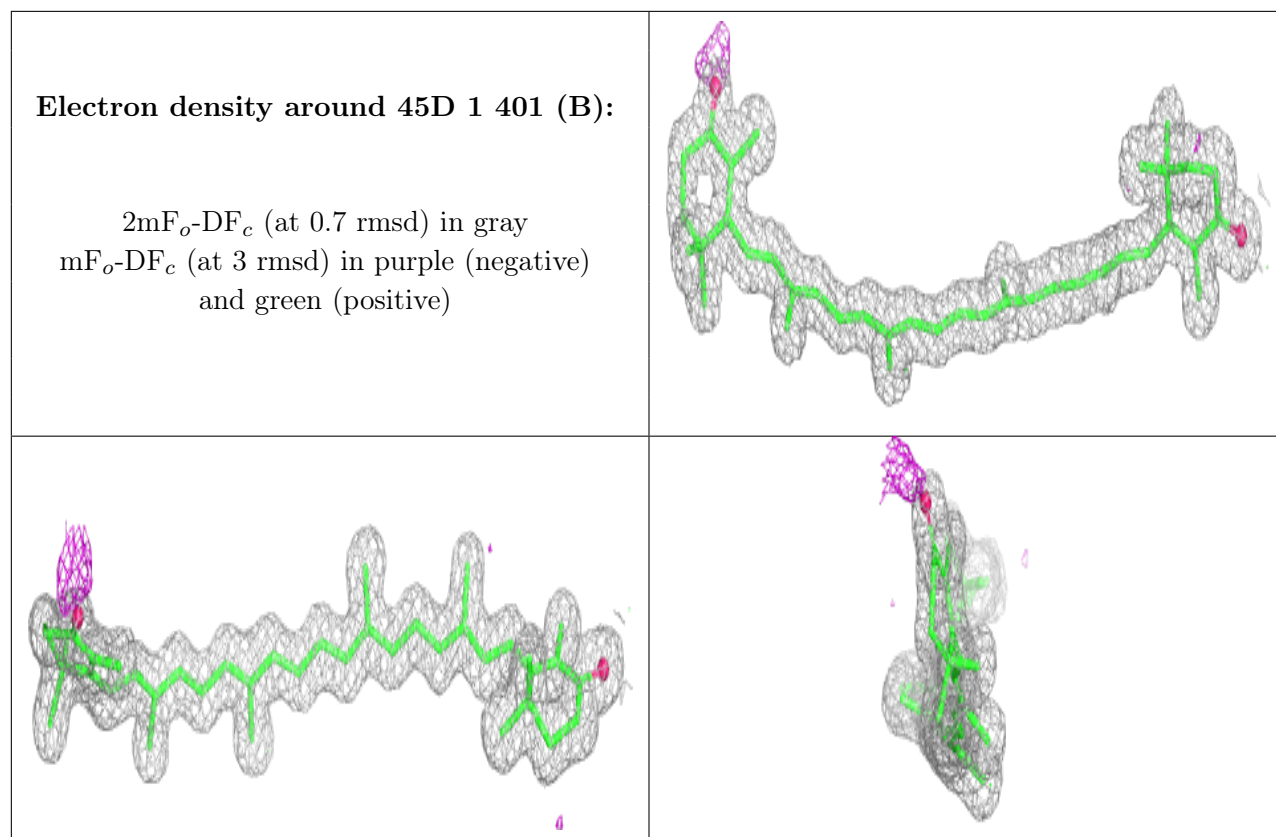 Electron density around 45D 1 401 (B):
2mFo-DFc (at 0.7 rmsd) in gray
mFo-DFc (at 3 rmsd) in purple (negative)
and green (positive)